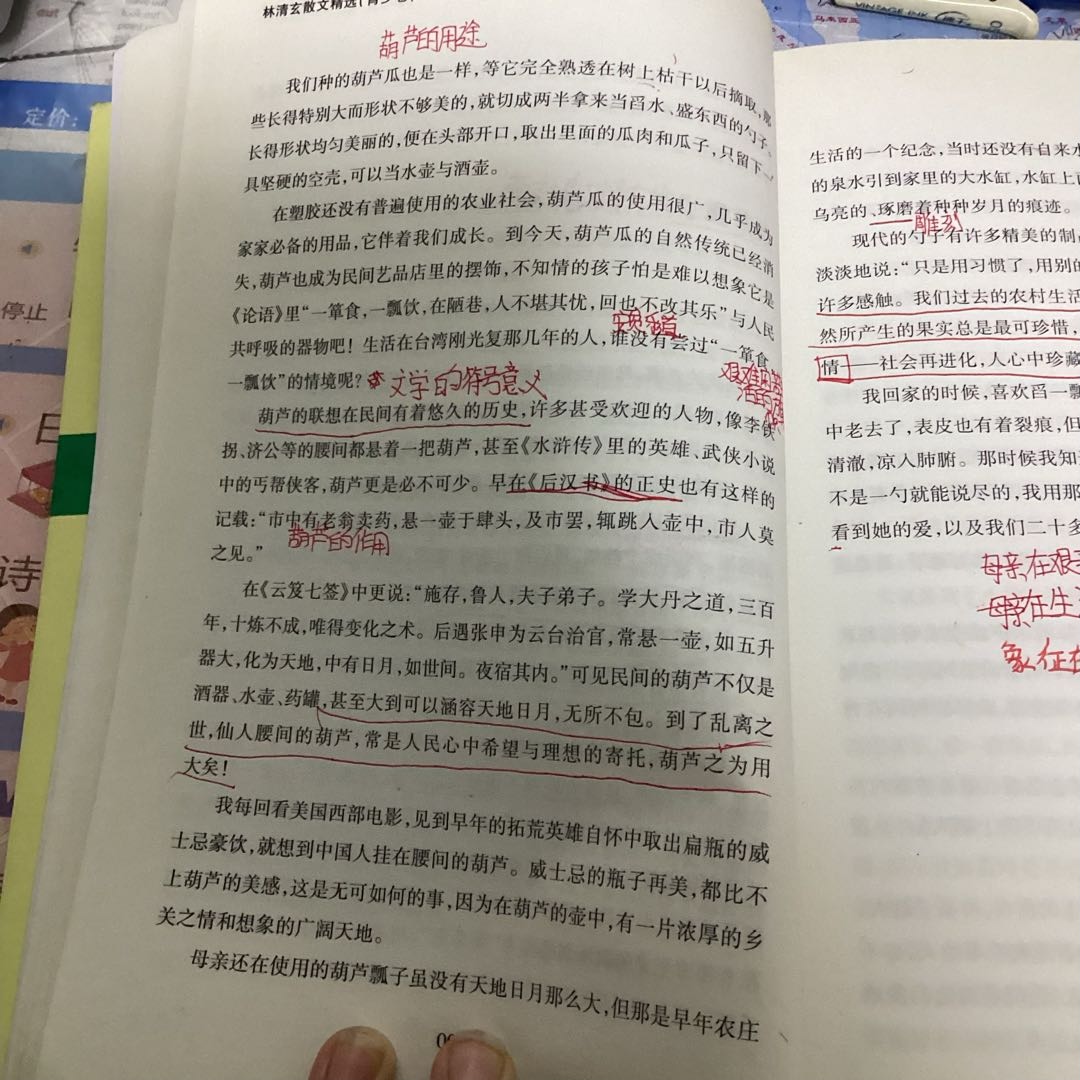 林清玄散文精选
葫芦的用途
我们种的葫芦瓜也是一样，等它完全熟透在树上枯干以后摘取，那
些长得特别大而形状不够美的，就切成两半拿来当舀水、盛东西的勺子。
长得形状均匀美丽的，便在头部开口，取出里面的瓜肉和瓜子，只留下一
具坚硬的空壳，可以当水壶与酒壶。
在塑胶还没有普遍使用的农业社会，葫芦瓜的使用很广，几乎成为
家家必备的用品，它伴着我们成长。到今天，葫芦瓜的自然传统已经消
失，葫芦也成为民间艺品店里的摆饰，不知情的孩子怕是难以想象它是
《论语》里“一箪食，一瓢饮，在陋巷，人不堪其忧，回也不改其乐”与人民
安贫乐道
共呼吸的器物吧！生活在台湾刚光复那几年的人，谁没有尝过“一箪食
一瓢饮”的情境呢？
文学的符号意义
艰难困苦
葫芦的联想在民间有着悠久的历史，许多甚受欢迎的人物，像李铁
拐、济公等的腰间都悬着一把葫芦，甚至《水浒传》里的英雄、武侠小说
中的丐帮侠客，葫芦更是必不可少。早在《后汉书》的正史也有这样的
记载：“市中有老翁卖药，悬一壶于肆头，及市罢，辄跳入壶中，市人莫
之见。”
葫芦的作用
在《云笈七签》中更说：“施存，鲁人，夫子弟子。学大丹之道，三百
年，十炼不成，唯得变化之术。后遇张申为云台治官，常悬一壶，如五升
器大，化为天地，中有日月，如世间。夜宿其内。”可见民间的葫芦不仅是
酒器、水壶、药罐，甚至大到可以涵容天地日月，无所不包。到了乱离之
世，仙人腰间的葫芦，常是人民心中希望与理想的寄托，葫芦之为用
大矣！
我每回看美国西部电影，见到早年的拓荒英雄自怀中取出扁瓶的威
士忌豪饮，就想到中国人挂在腰间的葫芦。威士忌的瓶子再美，都比不
上葫芦的美感，这是无可如何的事，因为在葫芦的壶中，有一片浓厚的乡
关之情和想象的广阔天地。
母亲还在使用的葫芦瓢子虽没有天地日月那么大，但那是早年农庄
生活的一个纪念，当时还没有自来水
的泉水引到家里的大水缸，水缸上
乌亮的、琢磨着种种岁月的痕迹。
雕刻
现代的勺子有许多精美的制
淡淡地说：“只是用习惯了，用别的
许多感触。我们过去的农村生活
然所产生的果实总是最可珍惜，
情——社会再进化，人心中珍藏
我回家的时候，喜欢舀一瓢
中老去了，表皮也有着裂痕，但
清澈，凉人肺腑。那时候我知
不是一勺就能说尽的，我用那
看到她的爱，以及我们二十多
母亲在艰
母亲在生
象征在
定价：
停止
诗